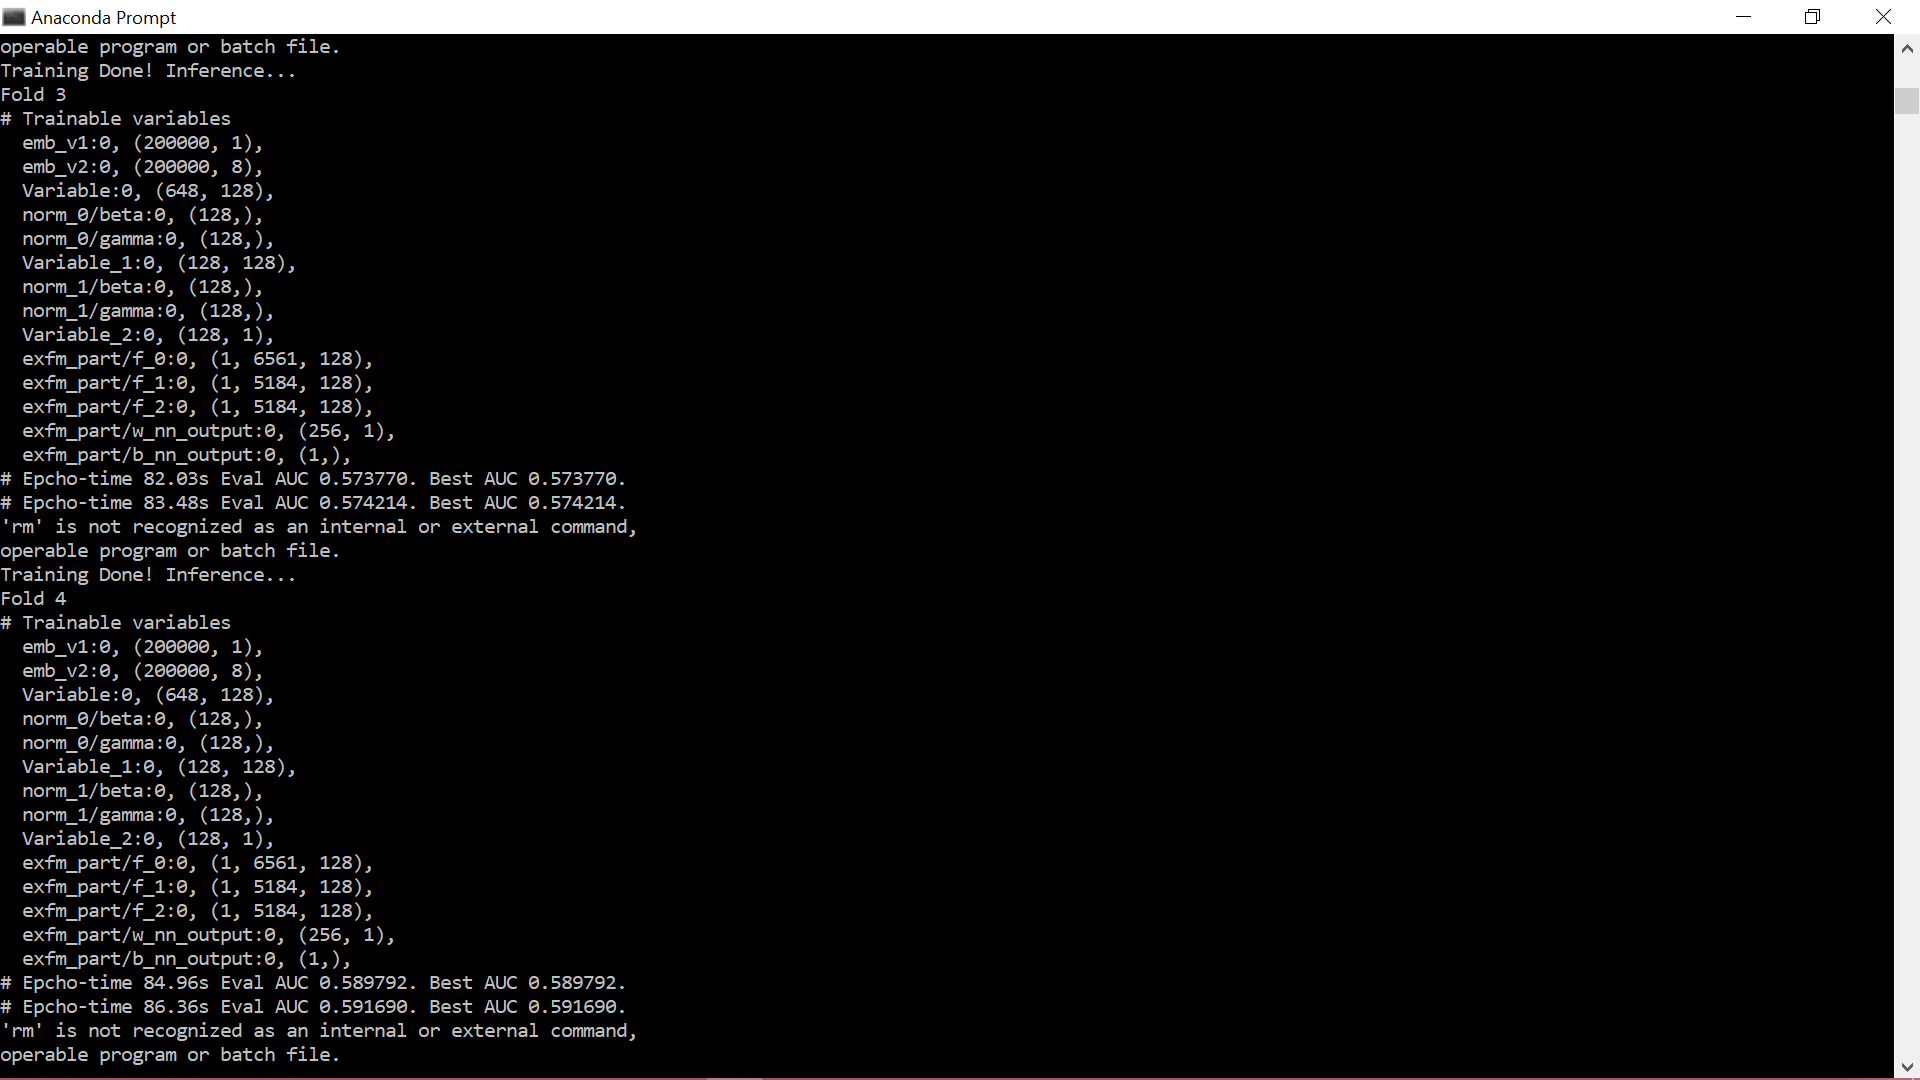 Anaconda Prompt
operable program or batch file.
Training Done! Inference...
Fold 3
# Trainable variables
  emb_v1:0, (200000, 1),
  emb_v2:0, (200000, 8),
  Variable:0, (648, 128),
  norm_0/beta:0, (128,),
  norm_0/gamma:0, (128,),
  Variable_1:0, (128, 128),
  norm_1/beta:0, (128,),
  norm_1/gamma:0, (128,),
  Variable_2:0, (128, 1),
  exfm_part/f_0:0, (1, 6561, 128),
  exfm_part/f_1:0, (1, 5184, 128),
  exfm_part/f_2:0, (1, 5184, 128),
  exfm_part/w_nn_output:0, (256, 1),
  exfm_part/b_nn_output:0, (1,),
# Epcho-time 82.03s Eval AUC 0.573770. Best AUC 0.573770.
# Epcho-time 83.48s Eval AUC 0.574214. Best AUC 0.574214.
'rm' is not recognized as an internal or external command,
operable program or batch file.
Training Done! Inference...
Fold 4
# Trainable variables
  emb_v1:0, (200000, 1),
  emb_v2:0, (200000, 8),
  Variable:0, (648, 128),
  norm_0/beta:0, (128,),
  norm_0/gamma:0, (128,),
  Variable_1:0, (128, 128),
  norm_1/beta:0, (128,),
  norm_1/gamma:0, (128,),
  Variable_2:0, (128, 1),
  exfm_part/f_0:0, (1, 6561, 128),
  exfm_part/f_1:0, (1, 5184, 128),
  exfm_part/f_2:0, (1, 5184, 128),
  exfm_part/w_nn_output:0, (256, 1),
  exfm_part/b_nn_output:0, (1,),
# Epcho-time 84.96s Eval AUC 0.589792. Best AUC 0.589792.
# Epcho-time 86.36s Eval AUC 0.591690. Best AUC 0.591690.
'rm' is not recognized as an internal or external command,
operable program or batch file.